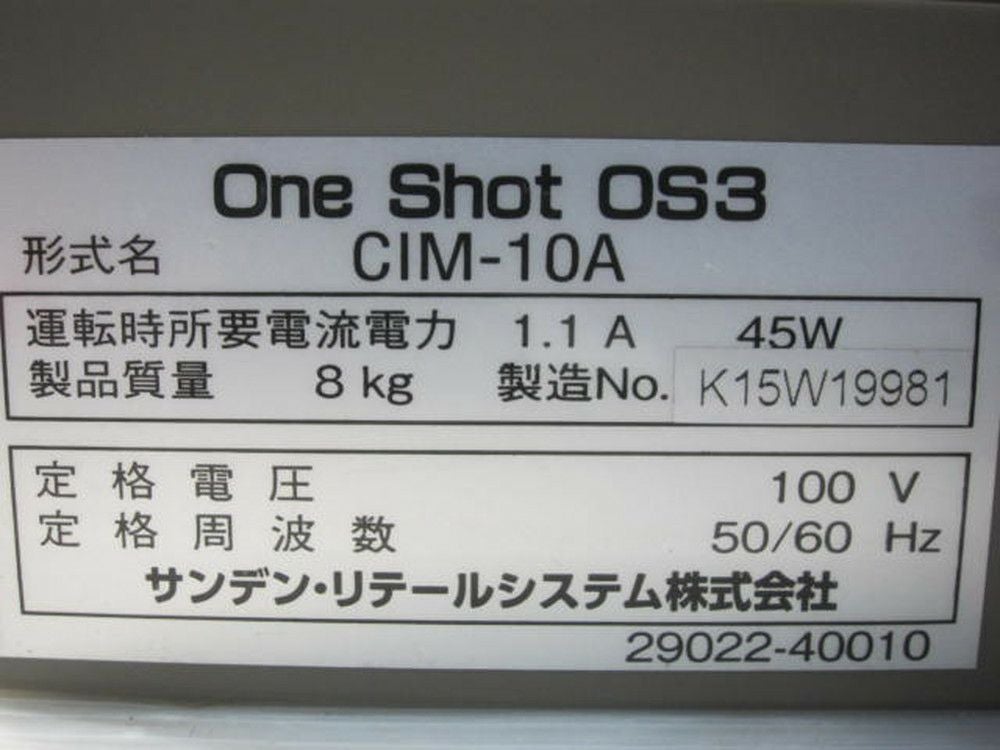 One Shot OS3
形式名 CIM-10A
運転時所要電流電力 1.1 A 45W
製品質量 8 kg 製造No. K15W19981
定格電圧 100 V
定格周波数 50/60 Hz
サンデン・リテールシステム株式会社
29022-40010